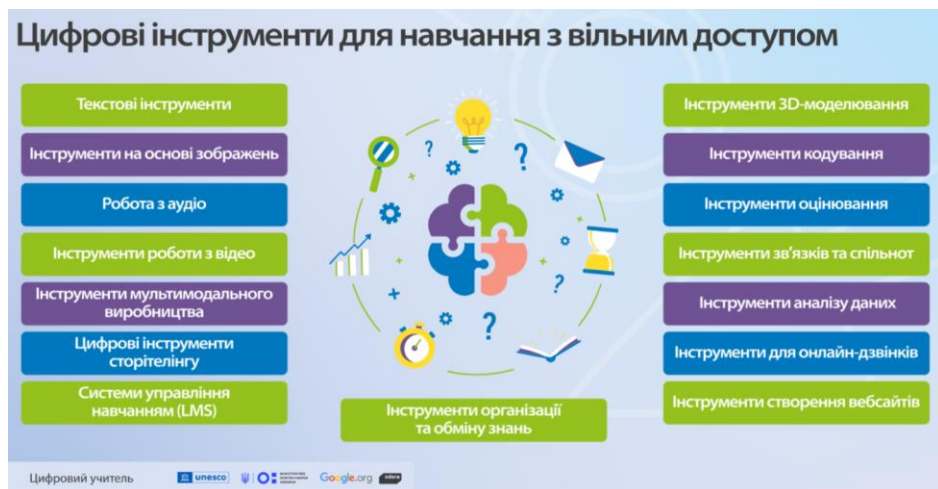 Цифрові інструменти для навчання з вільним доступом
Текстові інструменти
Інструменти на основі зображень
Робота з аудіо
Інструменти роботи з відео
Інструменти мультимодального
виробництва
Цифрові інструменти
сторітелінгу
Системи управління
навчанням (LMS)
? ? ? ?
Інструменти організації
та обміну знань
Інструменти 3D-моделювання
Інструменти кодування
Інструменти оцінювання
Інструменти зв’язків та спільнот
Інструменти аналізу даних
Інструменти для онлайн-дзвінків
Інструменти створення вебсайтів
Цифровий учитель
unesco
Google.org